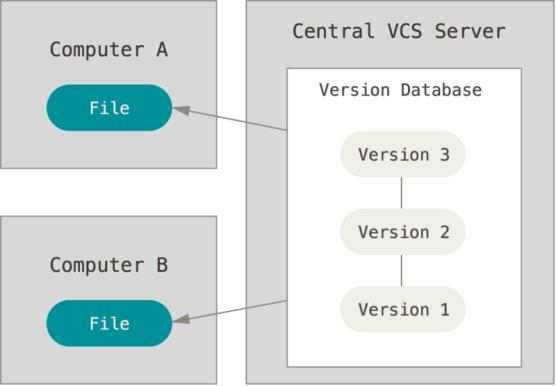 Computer A
File
Computer B
File
Central VCS Server
Version Database
Version 3
Version 2
Version 1